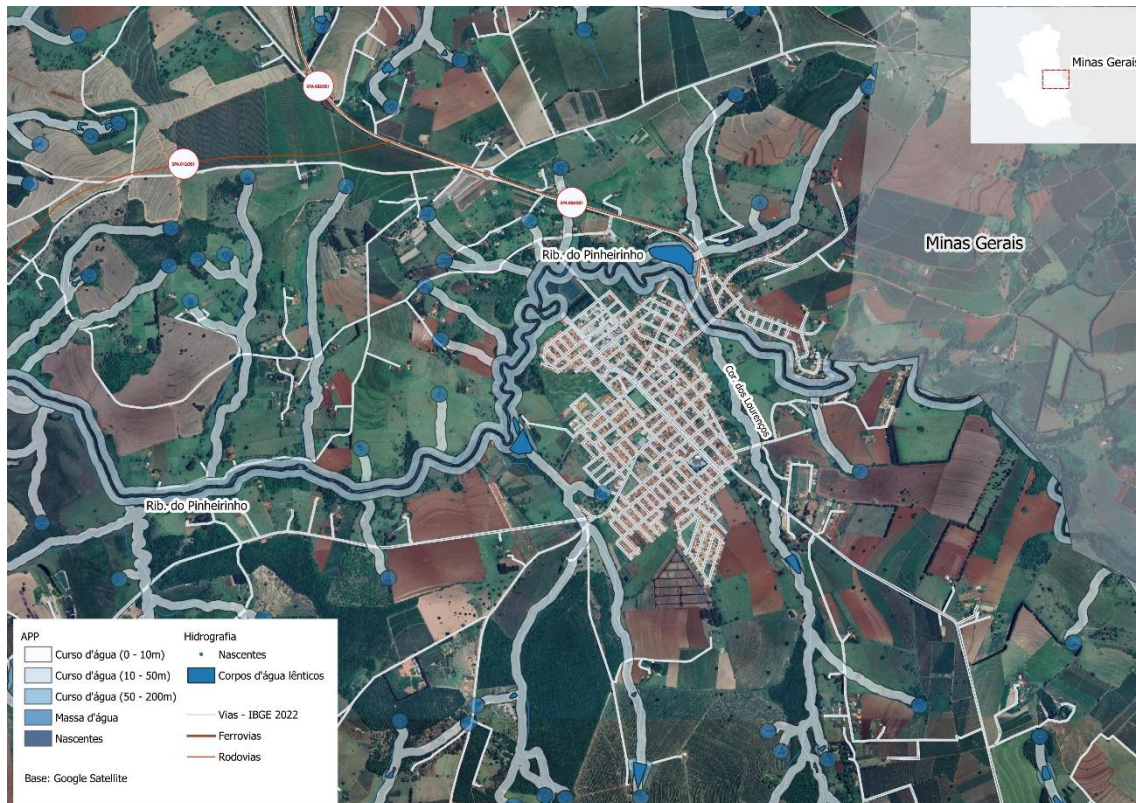 Minas Gerais
Minas Gerais
Rib. do Pinheirinho
Cor. dos Lourenços
Rib. do Pinheirinho
APP
Curso d'água (0 - 10m)
Curso d'água (10 - 50m)
Curso d'água (50 - 200m)
Massa d'água
Nascentes
Hidrografia
Nascentes
Corpos d'água lênticos
Vias - IBGE 2022
Ferrovias
Rodovias
Base: Google Satellite